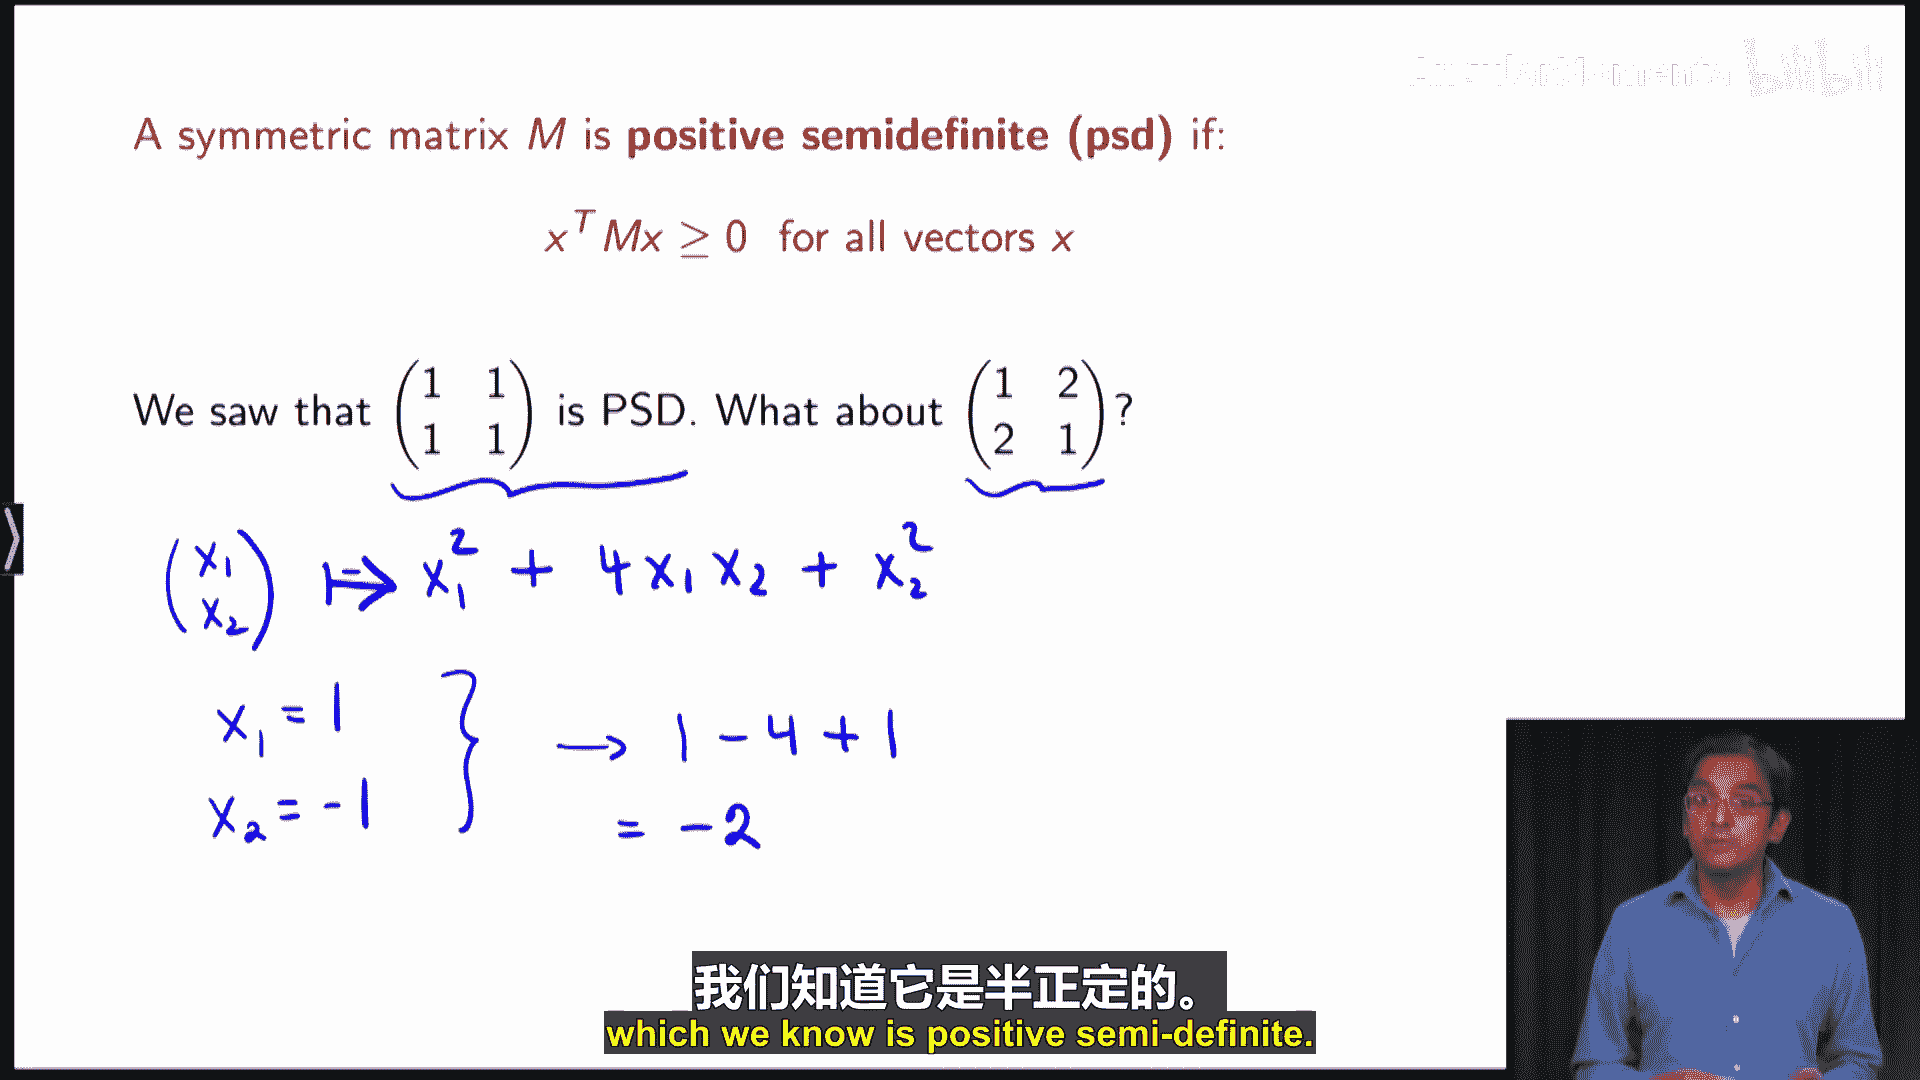 bilibili
A symmetric matrix M is positive semidefinite (psd) if:
x^T Mx ≥ 0 for all vectors x
We saw that (1 1; 1 1) is PSD. What about (1 2; 2 1)?
(x₁; x₂) ↦ x₁² + 4x₁x₂ + x₂²
x₁ = 1
x₂ = -1
→ 1 - 4 + 1
= -2
我们知道它是半正定的。
which we know is positive semi-definite.